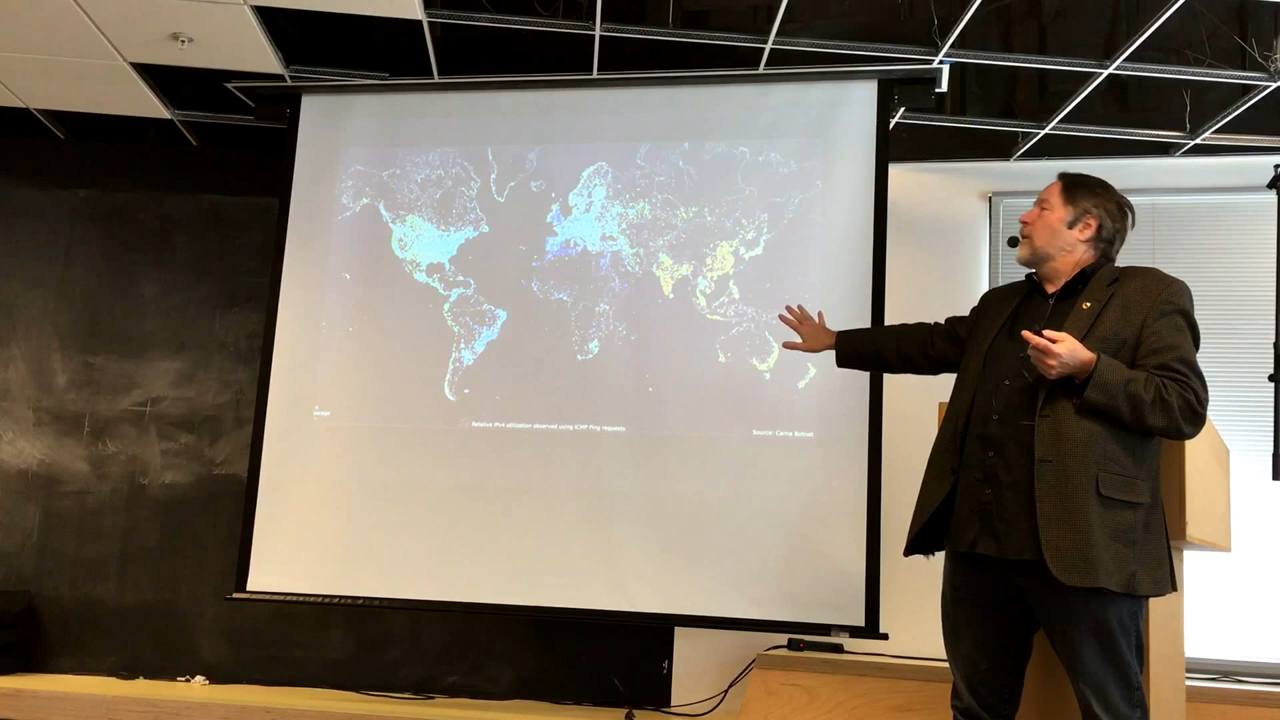 Relative IPv4 utilization observed using ICMP Ping requests
Source: Carna Botnet